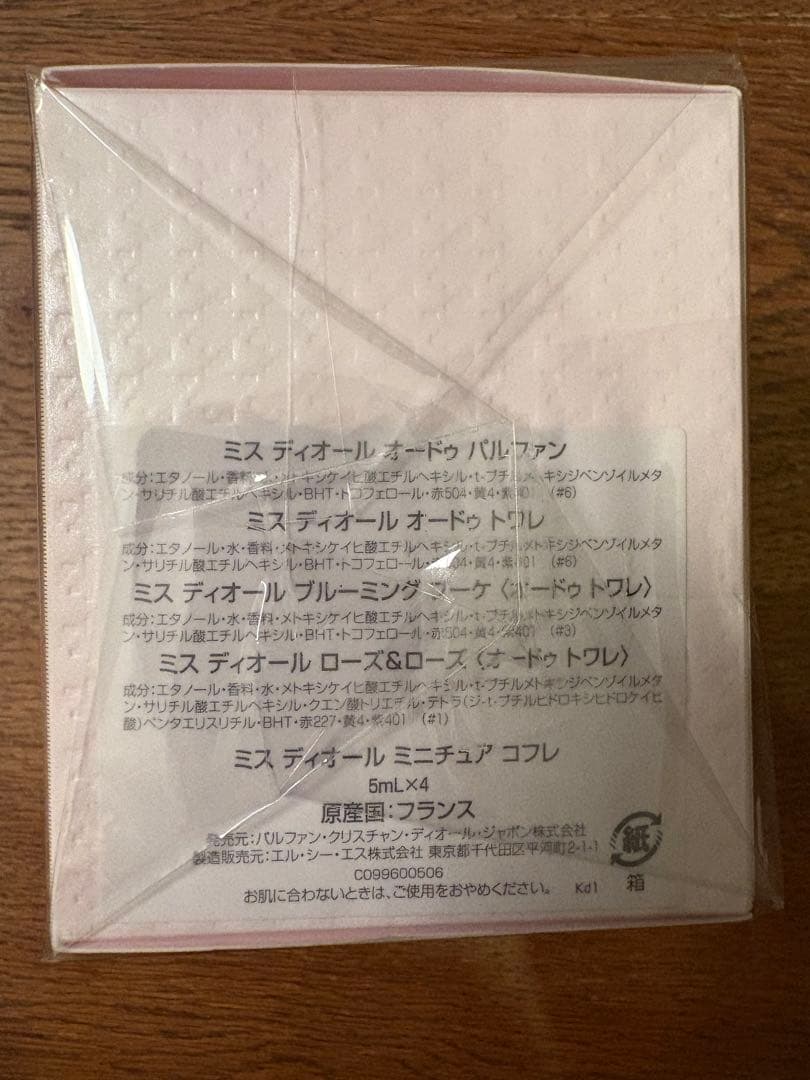 ミス ディオール オードゥ パルファン
成分:エタノール・香料・水・メトキシケイヒ酸エチルヘキシル・t-ブチルメトキシジベンゾイルメタ
ン・サリチル酸エチルヘキシル・BHT・トコフェロール・赤504・黄4・紫401 (#6)
ミス ディオール オードゥ トワレ
成分:エタノール・水・香料・メトキシケイヒ酸エチルヘキシル・t-ブチルメトキシジベンゾイルメタ
ン・サリチル酸エチルヘキシル・BHT・トコフェロール・赤504・黄4・紫401 (#6)
ミス ディオール ブルーミング ブーケ〈オードゥ トワレ〉
成分:エタノール・水・香料・メトキシケイヒ酸エチルヘキシル・t-ブチルメトキシジベンゾイルメタ
ン・サリチル酸エチルヘキシル・BHT・トコフェロール・赤504・黄4・紫401 (#3)
ミス ディオール ローズ&ローズ〈オードゥ トワレ〉
成分:エタノール・香料・水・メトキシケイヒ酸エチルヘキシル・t-ブチルメトキシジベンゾイルメタ
ン・サリチル酸エチルヘキシル・クエン酸トリエチル・テトラ(ジ-t-ブチルヒドロキシヒドロケイヒ
酸)ペンタエリスリチル・BHT・赤227・黄4・紫401 (#1)
ミス ディオール ミニチュア コフレ
5mL×4
原産国:フランス
発売元:パルファン・クリスチャン・ディオール・ジャポン株式会社
製造販売元:エル・シー・エス株式会社 東京都千代田区平河町2-1-1
C099600506
お肌に合わないときは、ご使用をおやめください。 Kd1
紙
箱